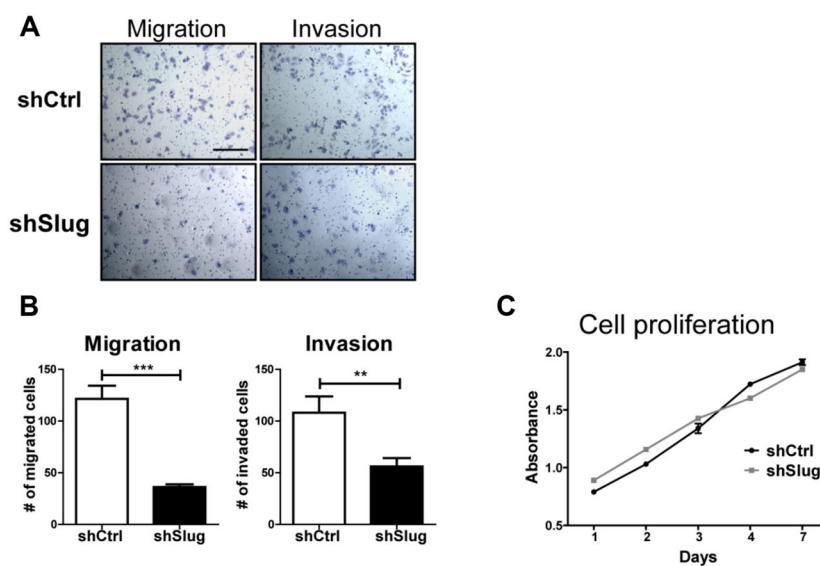 A
Migration Invasion
shCtrl
shSlug
B
Migration
***
# of migrated cells
150
100
50
0
shCtrl shSlug
Invasion
**
# of invaded cells
150
100
50
0
shCtrl shSlug
C
Cell proliferation
Absorbance
2.0
1.5
1.0
0.5
shCtrl
shSlug
1 2 3 4 7
Days